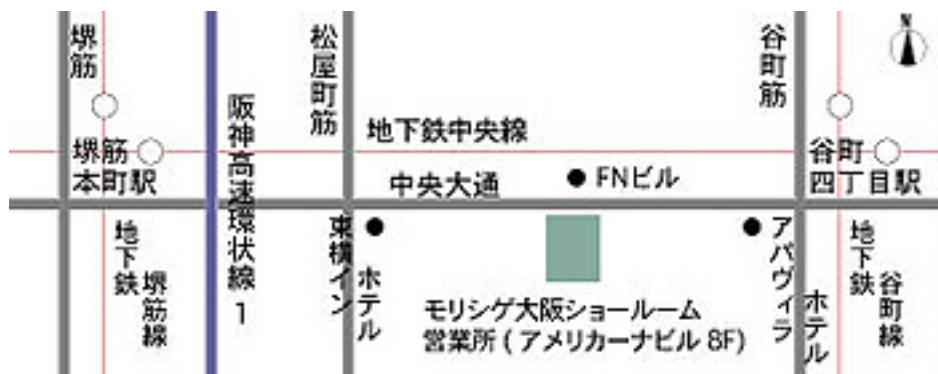 堺筋
阪神高速環状線 1
松屋町筋
谷町筋
N
地下鉄中央線
堺筋
本町駅
中央大通
FNビル
谷町
四丁目駅
地下鉄
堺筋線
東横イン
ホテル
モリシゲ大阪ショールーム
営業所 ( アメリカーナビル 8F)
アパヴィラ
ホテル
地下鉄
谷町線